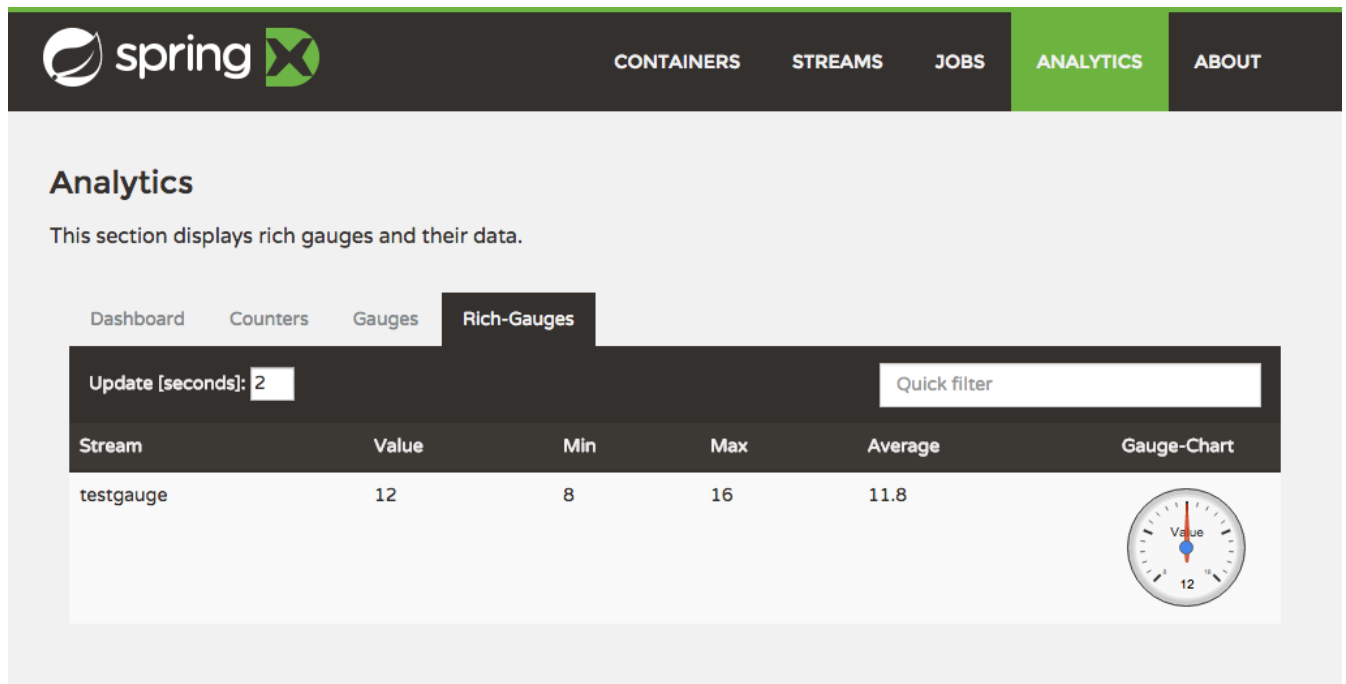 spring X
CONTAINERS STREAMS JOBS ANALYTICS ABOUT
Analytics
This section displays rich gauges and their data.
Dashboard Counters Gauges Rich-Gauges
Update [seconds]: 2 Quick filter
Stream Value Min Max Average Gauge-Chart
testgauge 12 8 16 11.8
Value
8 16
12